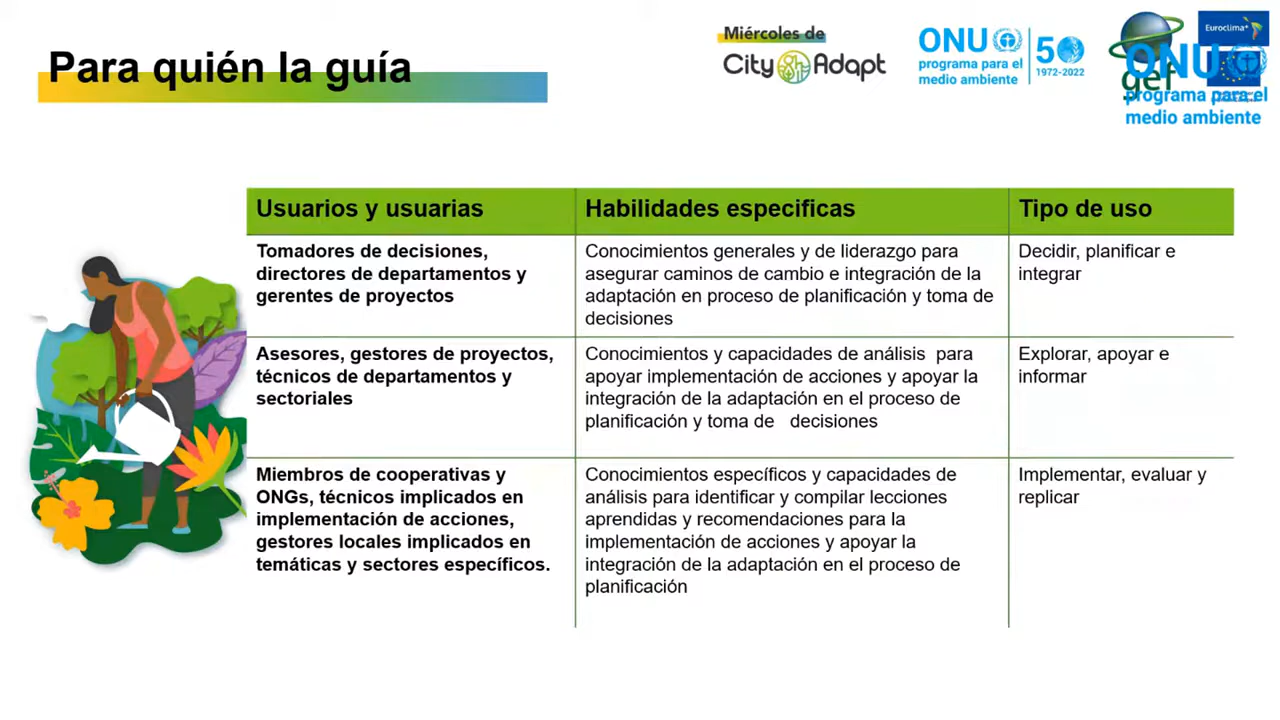 Para quién la guía
Miércoles de
City Adapt
ONU
programa para el
medio ambiente
50
1972-2022
gef
Euroclima+
ONU
programa para el
medio ambiente
Usuarios y usuarias
Habilidades especificas
Tipo de uso
Tomadores de decisiones,
directores de departamentos y
gerentes de proyectos
Conocimientos generales y de liderazgo para
asegurar caminos de cambio e integración de la
adaptación en proceso de planificación y toma de
decisiones
Decidir, planificar e
integrar
Asesores, gestores de proyectos,
técnicos de departamentos y
sectoriales
Conocimientos y capacidades de análisis para
apoyar implementación de acciones y apoyar la
integración de la adaptación en el proceso de
planificación y toma de decisiones
Explorar, apoyar e
informar
Miembros de cooperativas y
ONGs, técnicos implicados en
implementación de acciones,
gestores locales implicados en
temáticas y sectores específicos.
Conocimientos específicos y capacidades de
análisis para identificar y compilar lecciones
aprendidas y recomendaciones para la
implementación de acciones y apoyar la
integración de la adaptación en el proceso de
planificación
Implementar, evaluar y
replicar